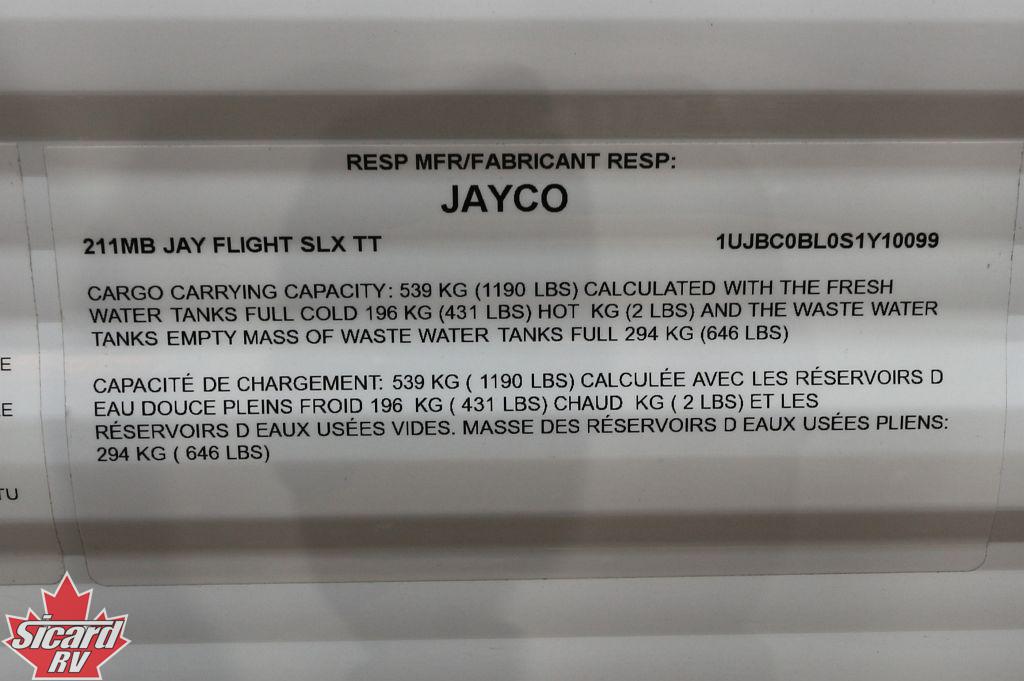 RESP MFR/FABRICANT RESP:
JAYCO
211MB JAY FLIGHT SLX TT 1UJBC0BL0S1Y10099
CARGO CARRYING CAPACITY: 539 KG (1190 LBS) CALCULATED WITH THE FRESH
WATER TANKS FULL COLD 196 KG (431 LBS) HOT KG (2 LBS) AND THE WASTE WATER
TANKS EMPTY MASS OF WASTE WATER TANKS FULL 294 KG (646 LBS)
CAPACITÉ DE CHARGEMENT: 539 KG ( 1190 LBS) CALCULÉE AVEC LES RÉSERVOIRS D
EAU DOUCE PLEINS FROID 196 KG ( 431 LBS) CHAUD KG ( 2 LBS) ET LES
RÉSERVOIRS D EAUX USÉES VIDES. MASSE DES RÉSERVOIRS D EAUX USÉES PLIENS:
294 KG ( 646 LBS)
E
E
TU
Sicard
RV